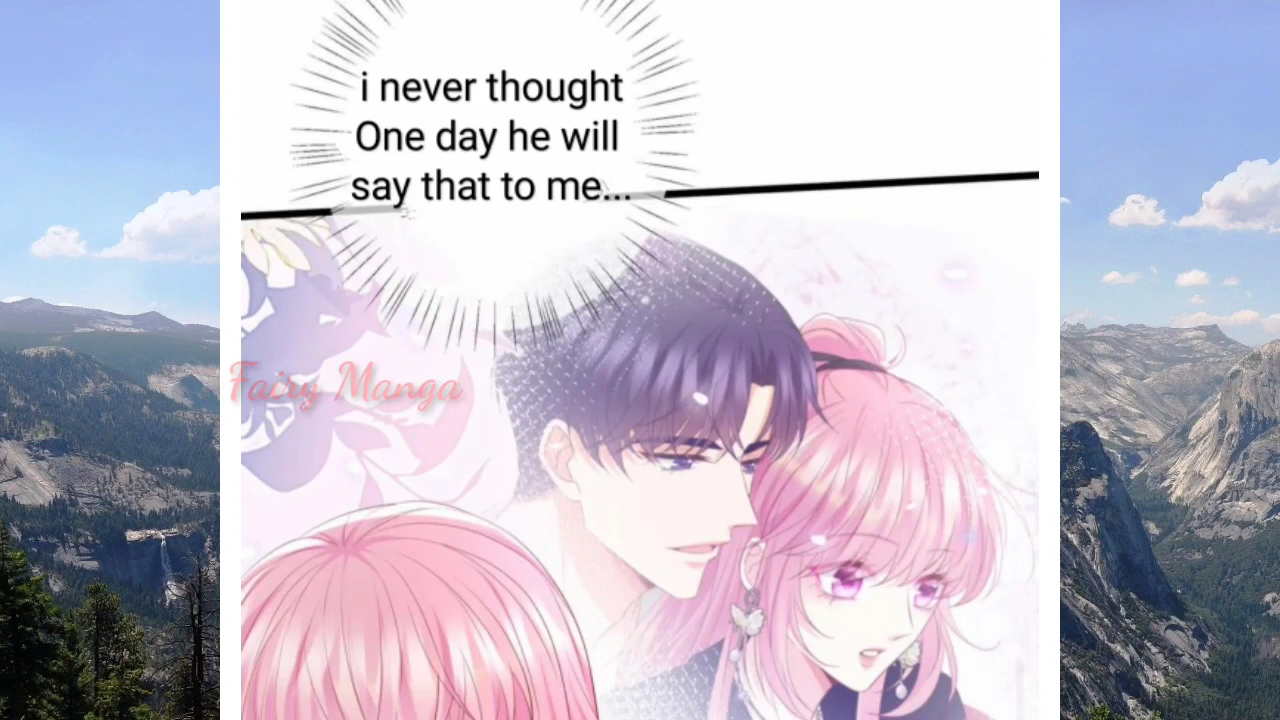 i never thought
One day he will
say that to me...
Fairy Manga